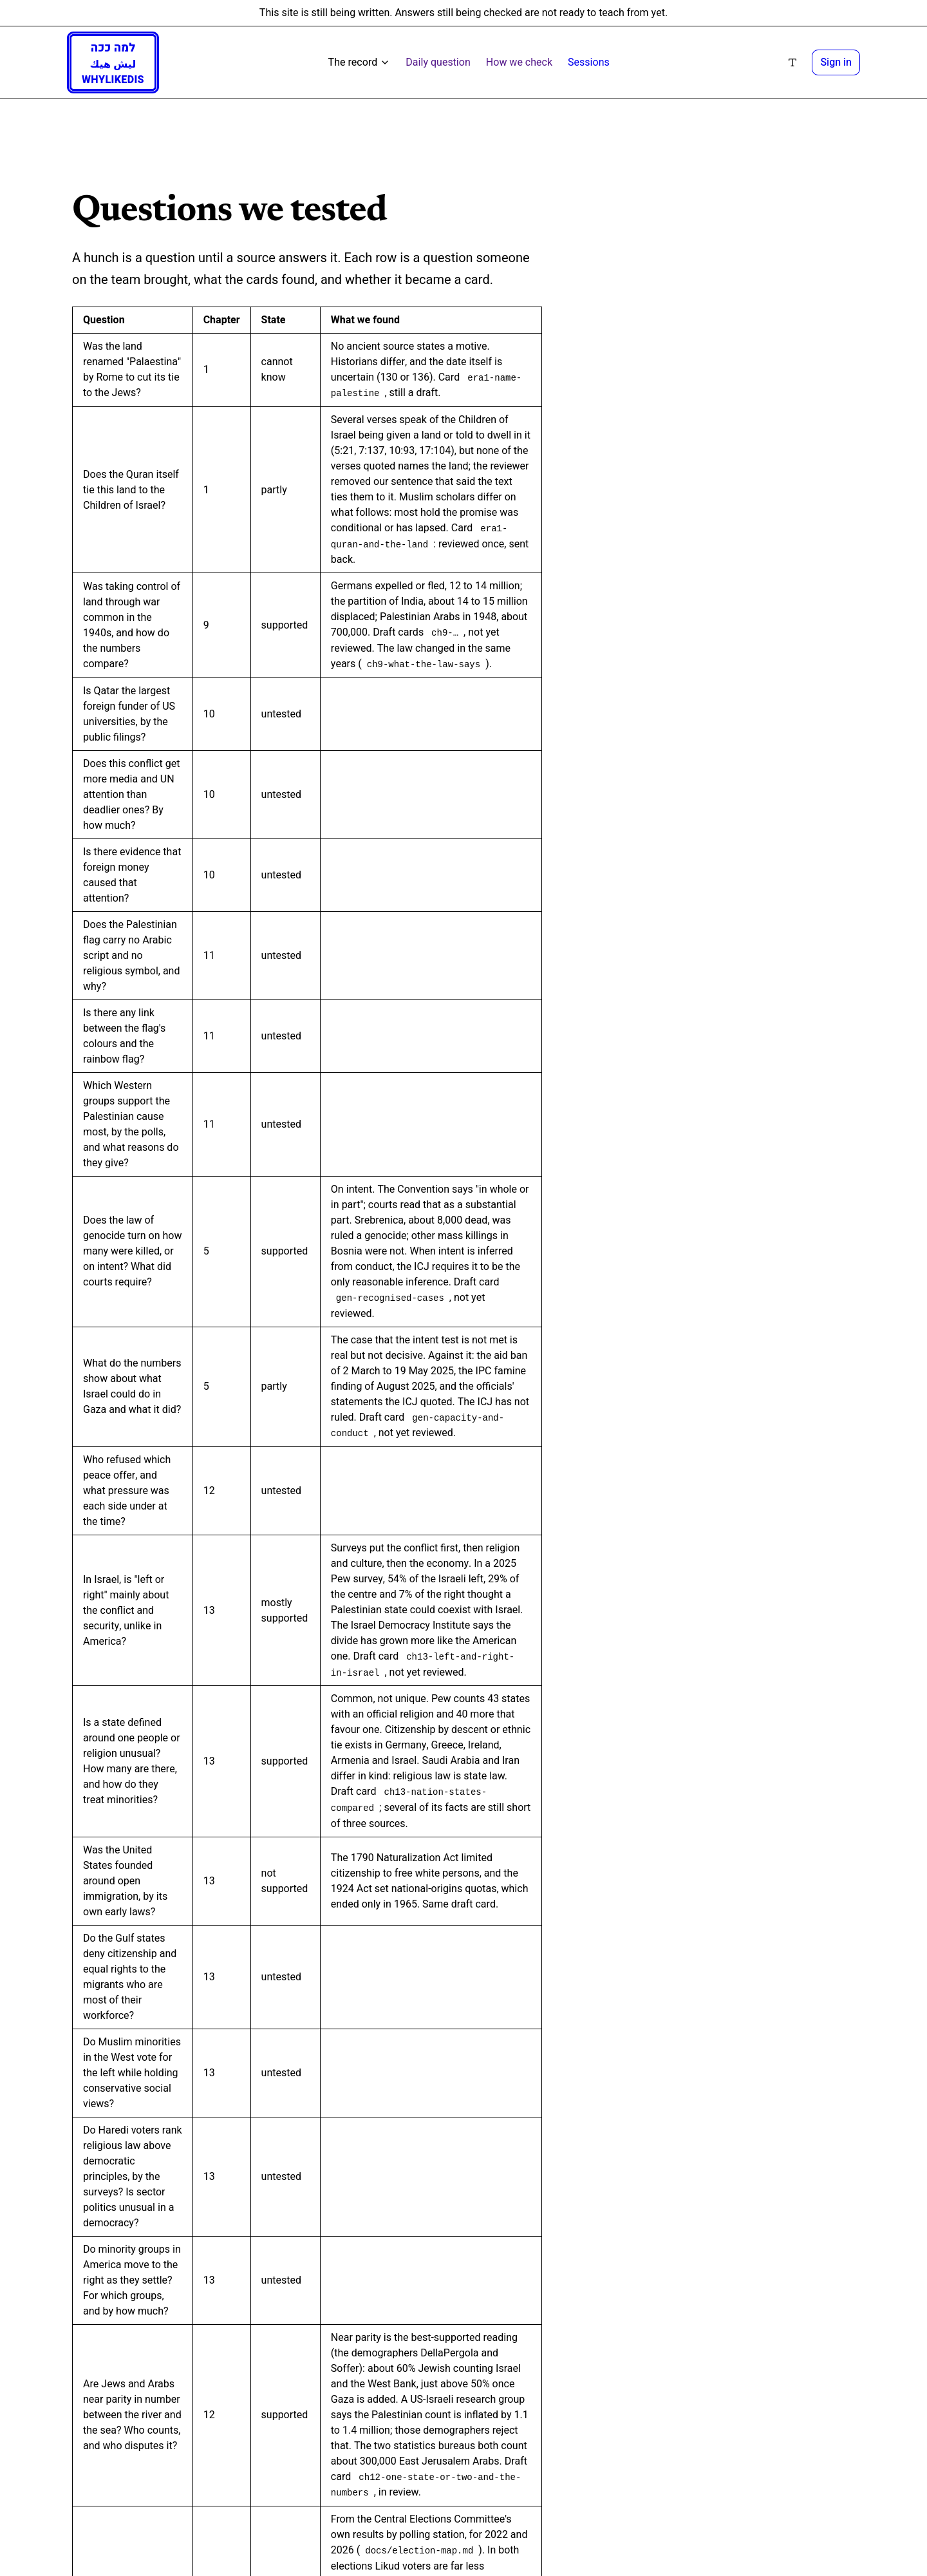 This site is still being written. Answers still being checked are not ready to teach from yet.
למה ככה
ليش هيك
WHYLIKEDIS
The record
Daily question
How we check
Sessions
T
Sign in
Questions we tested
A hunch is a question until a source answers it. Each row is a question someone
on the team brought, what the cards found, and whether it became a card.
Question
Chapter
State
What we found
Was the land
renamed "Palaestina"
by Rome to cut its tie
to the Jews?
1
cannot
know
No ancient source states a motive.
Historians differ, and the date itself is
uncertain (130 or 136). Card era1-name-
palestine , still a draft.
Does the Quran itself
tie this land to the
Children of Israel?
1
partly
Several verses speak of the Children of
Israel being given a land or told to dwell in it
(5:21, 7:137, 10:93, 17:104), but none of the
verses quoted names the land; the reviewer
removed our sentence that said the text
ties them to it. Muslim scholars differ on
what follows: most hold the promise was
conditional or has lapsed. Card era1-
quran-and-the-land : reviewed once, sent
back.
Was taking control of
land through war
common in the
1940s, and how do
the numbers
compare?
9
supported
Germans expelled or fled, 12 to 14 million;
the partition of India, about 14 to 15 million
displaced; Palestinian Arabs in 1948, about
700,000. Draft cards ch9-… , not yet
reviewed. The law changed in the same
years ( ch9-what-the-law-says ).
Is Qatar the largest
foreign funder of US
universities, by the
public filings?
10
untested
Does this conflict get
more media and UN
attention than
deadlier ones? By
how much?
10
untested
Is there evidence that
foreign money
caused that
attention?
10
untested
Does the Palestinian
flag carry no Arabic
script and no
religious symbol, and
why?
11
untested
Is there any link
between the flag's
colours and the
rainbow flag?
11
untested
Which Western
groups support the
Palestinian cause
most, by the polls,
and what reasons do
they give?
11
untested
Does the law of
genocide turn on how
many were killed, or
on intent? What did
courts require?
5
supported
On intent. The Convention says "in whole or
in part"; courts read that as a substantial
part. Srebrenica, about 8,000 dead, was
ruled a genocide; other mass killings in
Bosnia were not. When intent is inferred
from conduct, the ICJ requires it to be the
only reasonable inference. Draft card
gen-recognised-cases , not yet
reviewed.
What do the numbers
show about what
Israel could do in
Gaza and what it did?
5
partly
The case that the intent test is not met is
real but not decisive. Against it: the aid ban
of 2 March to 19 May 2025, the IPC famine
finding of August 2025, and the officials'
statements the ICJ quoted. The ICJ has not
ruled. Draft card gen-capacity-and-
conduct , not yet reviewed.
Who refused which
peace offer, and
what pressure was
each side under at
the time?
12
untested
In Israel, is "left or
right" mainly about
the conflict and
security, unlike in
America?
13
mostly
supported
Surveys put the conflict first, then religion
and culture, then the economy. In a 2025
Pew survey, 54% of the Israeli left, 29% of
the centre and 7% of the right thought a
Palestinian state could coexist with Israel.
The Israel Democracy Institute says the
divide has grown more like the American
one. Draft card ch13-left-and-right-
in-israel , not yet reviewed.
Is a state defined
around one people or
religion unusual?
How many are there,
and how do they
treat minorities?
13
supported
Common, not unique. Pew counts 43 states
with an official religion and 40 more that
favour one. Citizenship by descent or ethnic
tie exists in Germany, Greece, Ireland,
Armenia and Israel. Saudi Arabia and Iran
differ in kind: religious law is state law.
Draft card ch13-nation-states-
compared ; several of its facts are still short
of three sources.
Was the United
States founded
around open
immigration, by its
own early laws?
13
not
supported
The 1790 Naturalization Act limited
citizenship to free white persons, and the
1924 Act set national-origins quotas, which
ended only in 1965. Same draft card.
Do the Gulf states
deny citizenship and
equal rights to the
migrants who are
most of their
workforce?
13
untested
Do Muslim minorities
in the West vote for
the left while holding
conservative social
views?
13
untested
Do Haredi voters rank
religious law above
democratic
principles, by the
surveys? Is sector
politics unusual in a
democracy?
13
untested
Do minority groups in
America move to the
right as they settle?
For which groups,
and by how much?
13
untested
Are Jews and Arabs
near parity in number
between the river and
the sea? Who counts,
and who disputes it?
12
supported
Near parity is the best-supported reading
(the demographers DellaPergola and
Soffer): about 60% Jewish counting Israel
and the West Bank, just above 50% once
Gaza is added. A US-Israeli research group
says the Palestinian count is inflated by 1.1
to 1.4 million; those demographers reject
that. The two statistics bureaus both count
about 300,000 East Jerusalem Arabs. Draft
card ch12-one-state-or-two-and-the-
numbers , in review.
From the Central Elections Committee's
own results by polling station, for 2022 and
2026 ( docs/election-map.md ). In both
elections Likud voters are far less